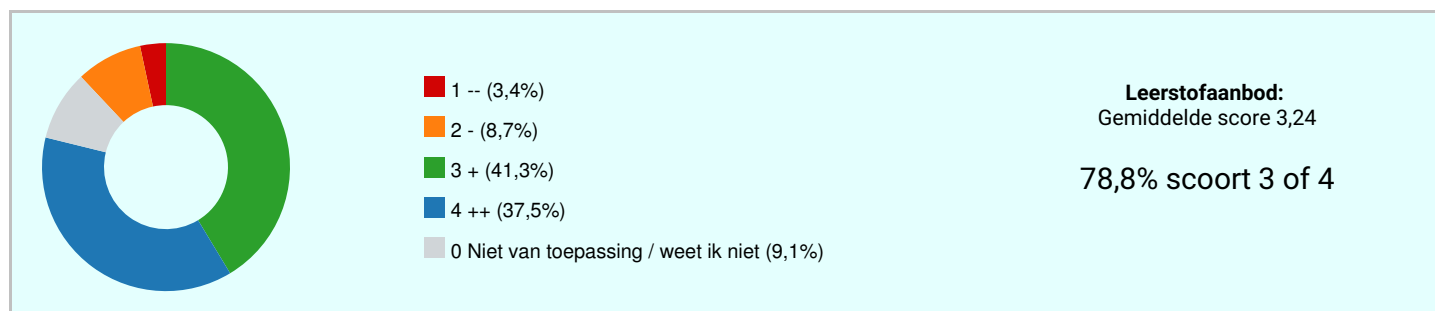 1 -- (3,4%)
2 - (8,7%)
3 + (41,3%)
4 ++ (37,5%)
0 Niet van toepassing / weet ik niet (9,1%)
Leerstofaanbod:
Gemiddelde score 3,24
78,8% scoort 3 of 4